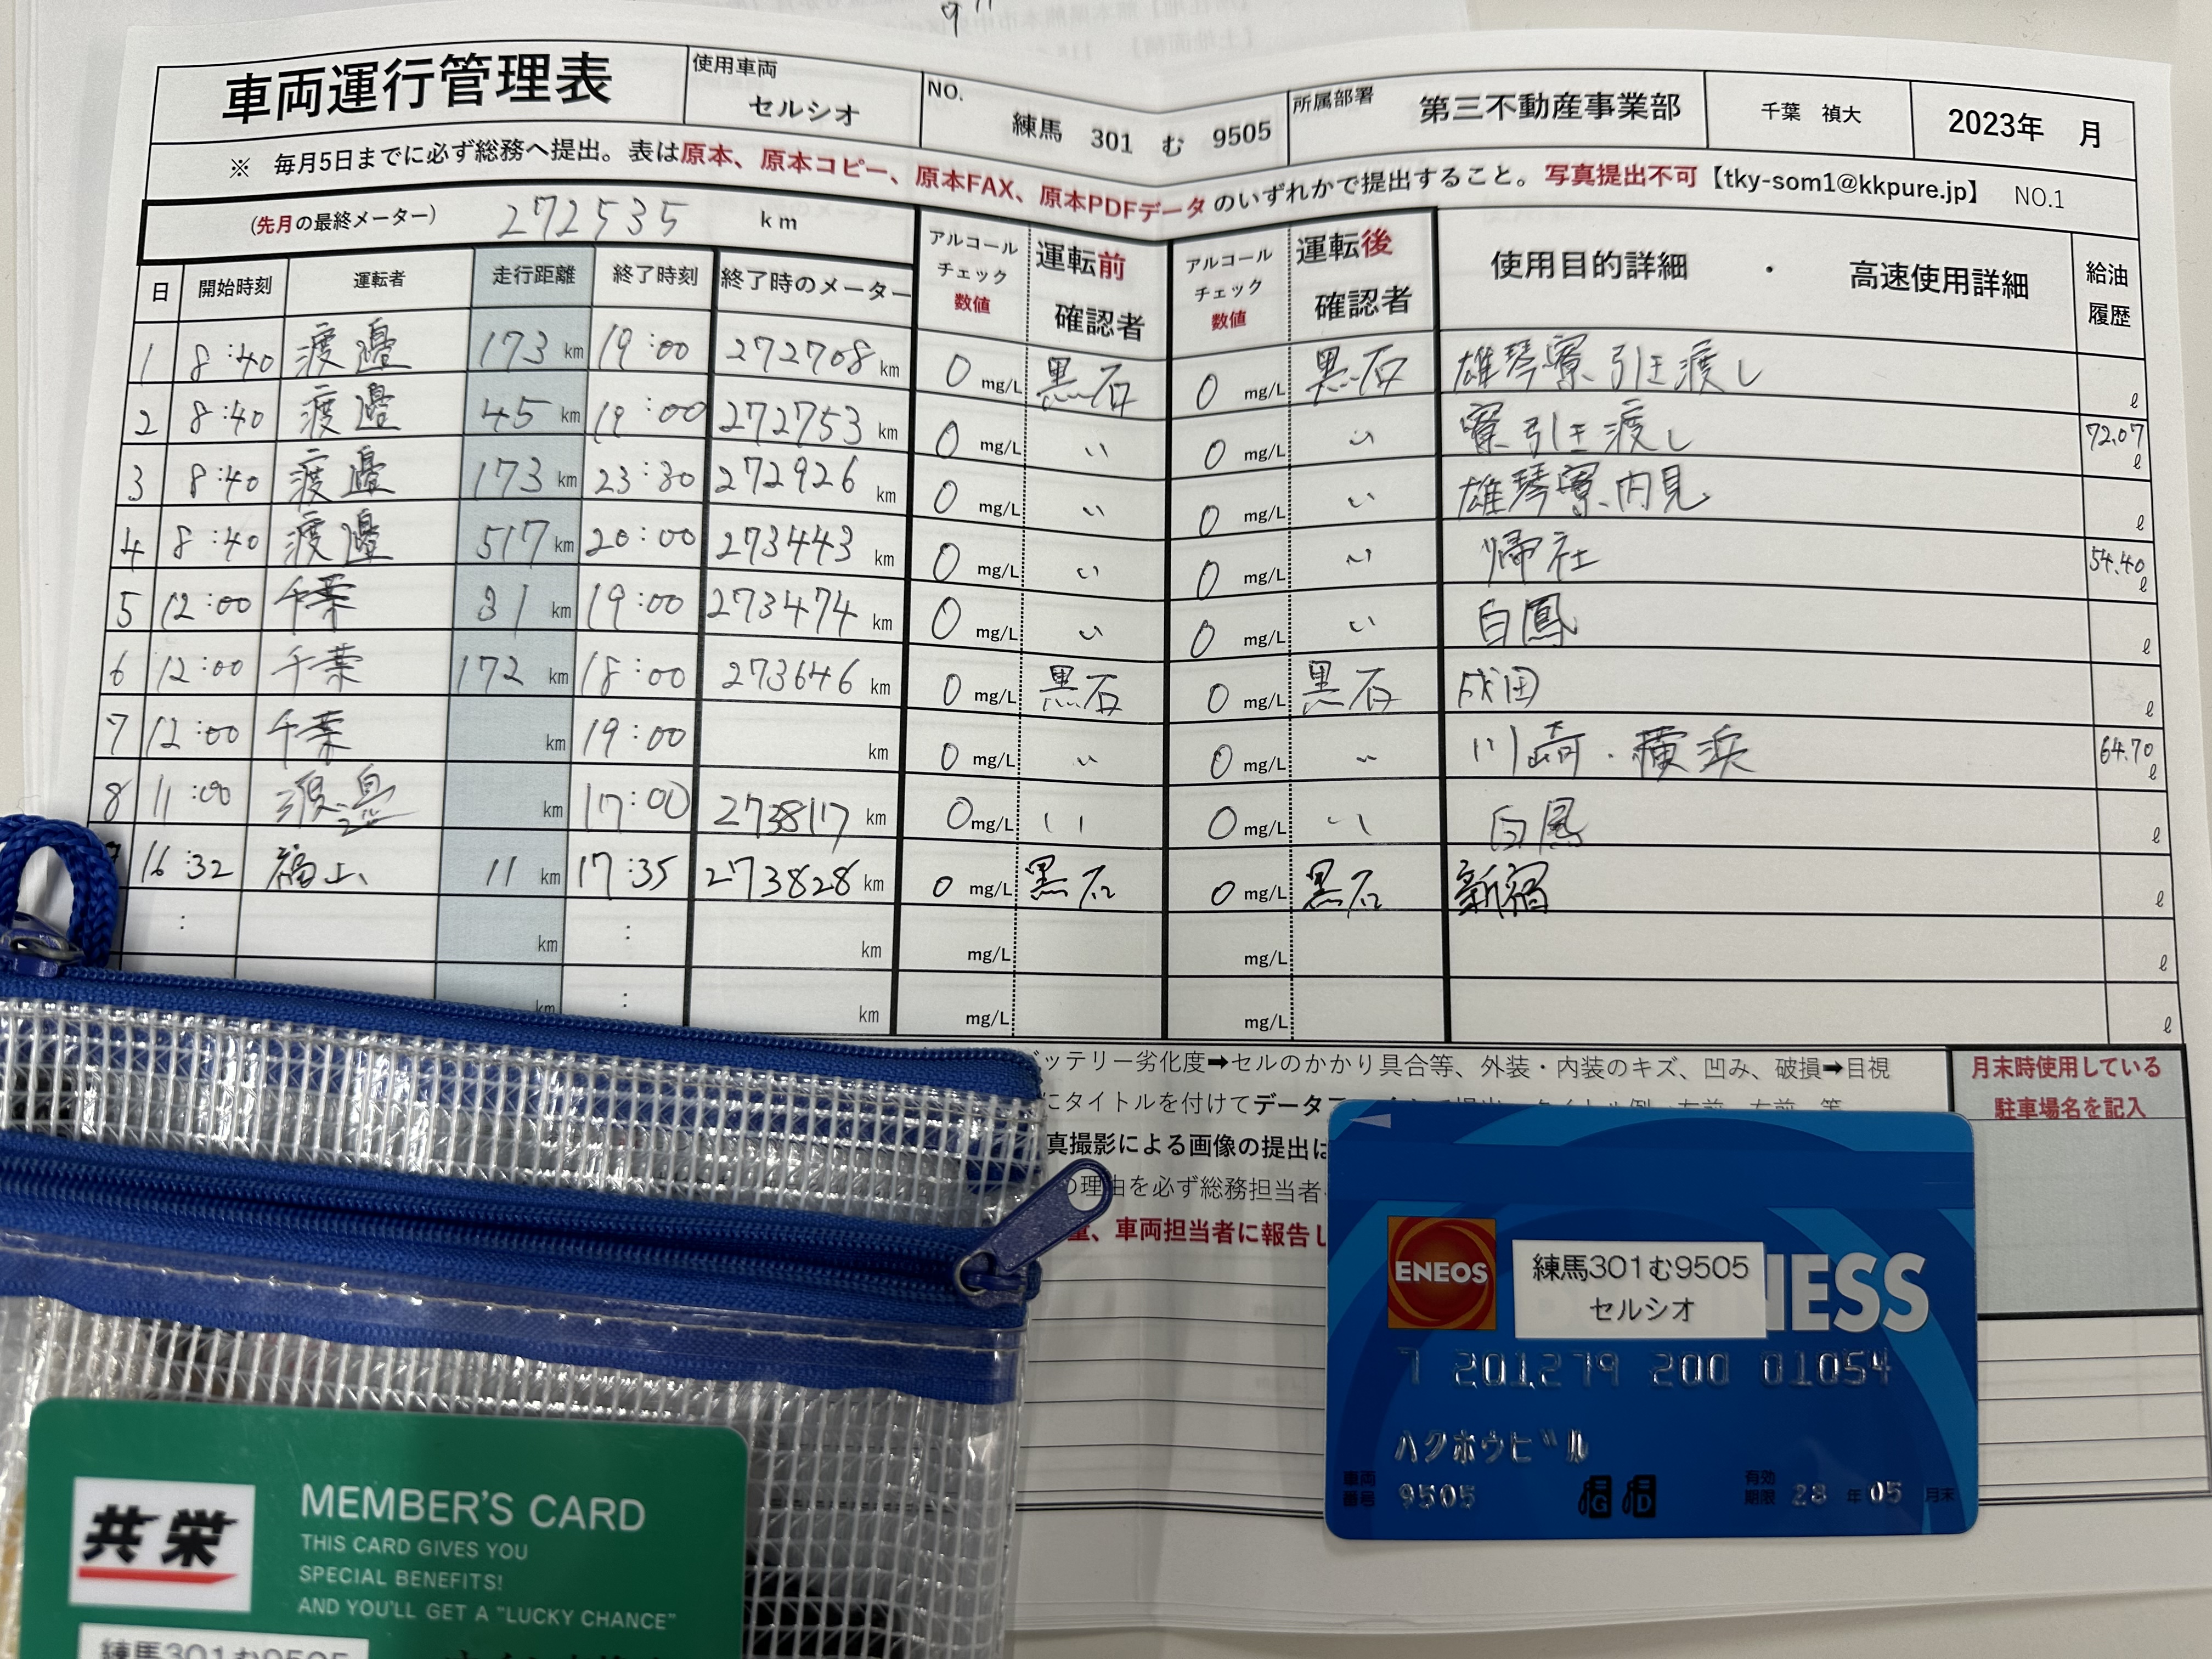 車両運行管理表 使用車両 セルシオ NO. 練馬 301 む 9505 所属部署 第三不動産事業部 千葉 禎大 2023年 月
※ 毎月5日までに必ず総務へ提出。表は原本、原本コピー、原本FAX、原本PDFデータのいずれかで提出すること。写真提出不可【tky-som1@kkpure.jp】 NO.1
(先月の最終メーター) 272535 km
日 開始時刻 運転者 走行距離 終了時刻 終了時のメーター アルコールチェック数値 運転前確認者 アルコールチェック数値 運転後確認者 使用目的詳細 ・ 高速使用詳細 給油履歴
1 8:40 渡邉 173 km 19:00 272708 km 0 mg/L 黒石 0 mg/L 黒石 雄琴寮引き渡し ℓ
2 8:40 渡邉 45 km 19:00 272753 km 0 mg/L 〃 0 mg/L 〃 寮引き渡し 72.07 ℓ
3 8:40 渡邉 173 km 23:30 272926 km 0 mg/L 〃 0 mg/L 〃 雄琴寮内見 ℓ
4 8:40 渡邉 517 km 20:00 273443 km 0 mg/L 〃 0 mg/L 〃 帰社 54.40 ℓ
5 12:00 千葉 31 km 19:00 273474 km 0 mg/L 〃 0 mg/L 〃 白鳳 ℓ
6 12:00 千葉 172 km 18:00 273646 km 0 mg/L 黒石 0 mg/L 黒石 成田 ℓ
7 12:00 千葉 km 19:00 km 0 mg/L 〃 0 mg/L 〃 川崎・横浜 64.70 ℓ
8 11:00 渡邉 km 17:00 273817 km 0 mg/L 〃 0 mg/L 〃 白鳳 ℓ
16:32 福山 11 km 17:35 273828 km 0 mg/L 黒石 0 mg/L 黒石 新宿 ℓ
: km : km mg/L mg/L ℓ
km : km mg/L mg/L ℓ
ッテリー劣化度➡セルのかかり具合等、外装・内装のキズ、凹み、破損➡目視
にタイトルを付けてデータ
真撮影による画像の提出は
の理由を必ず総務担当者
、車両担当者に報告し
月末時使用している
駐車場名を記入
ENEOS
練馬301む9505
セルシオ
NESS
7 201279 200 01054
ハクホウビル
車両番号 9505 G D 有効期限 28 年 05 月末
共栄
MEMBER'S CARD
THIS CARD GIVES YOU
SPECIAL BENEFITS!
AND YOU'LL GET A "LUCKY CHANCE"
練馬301む9505